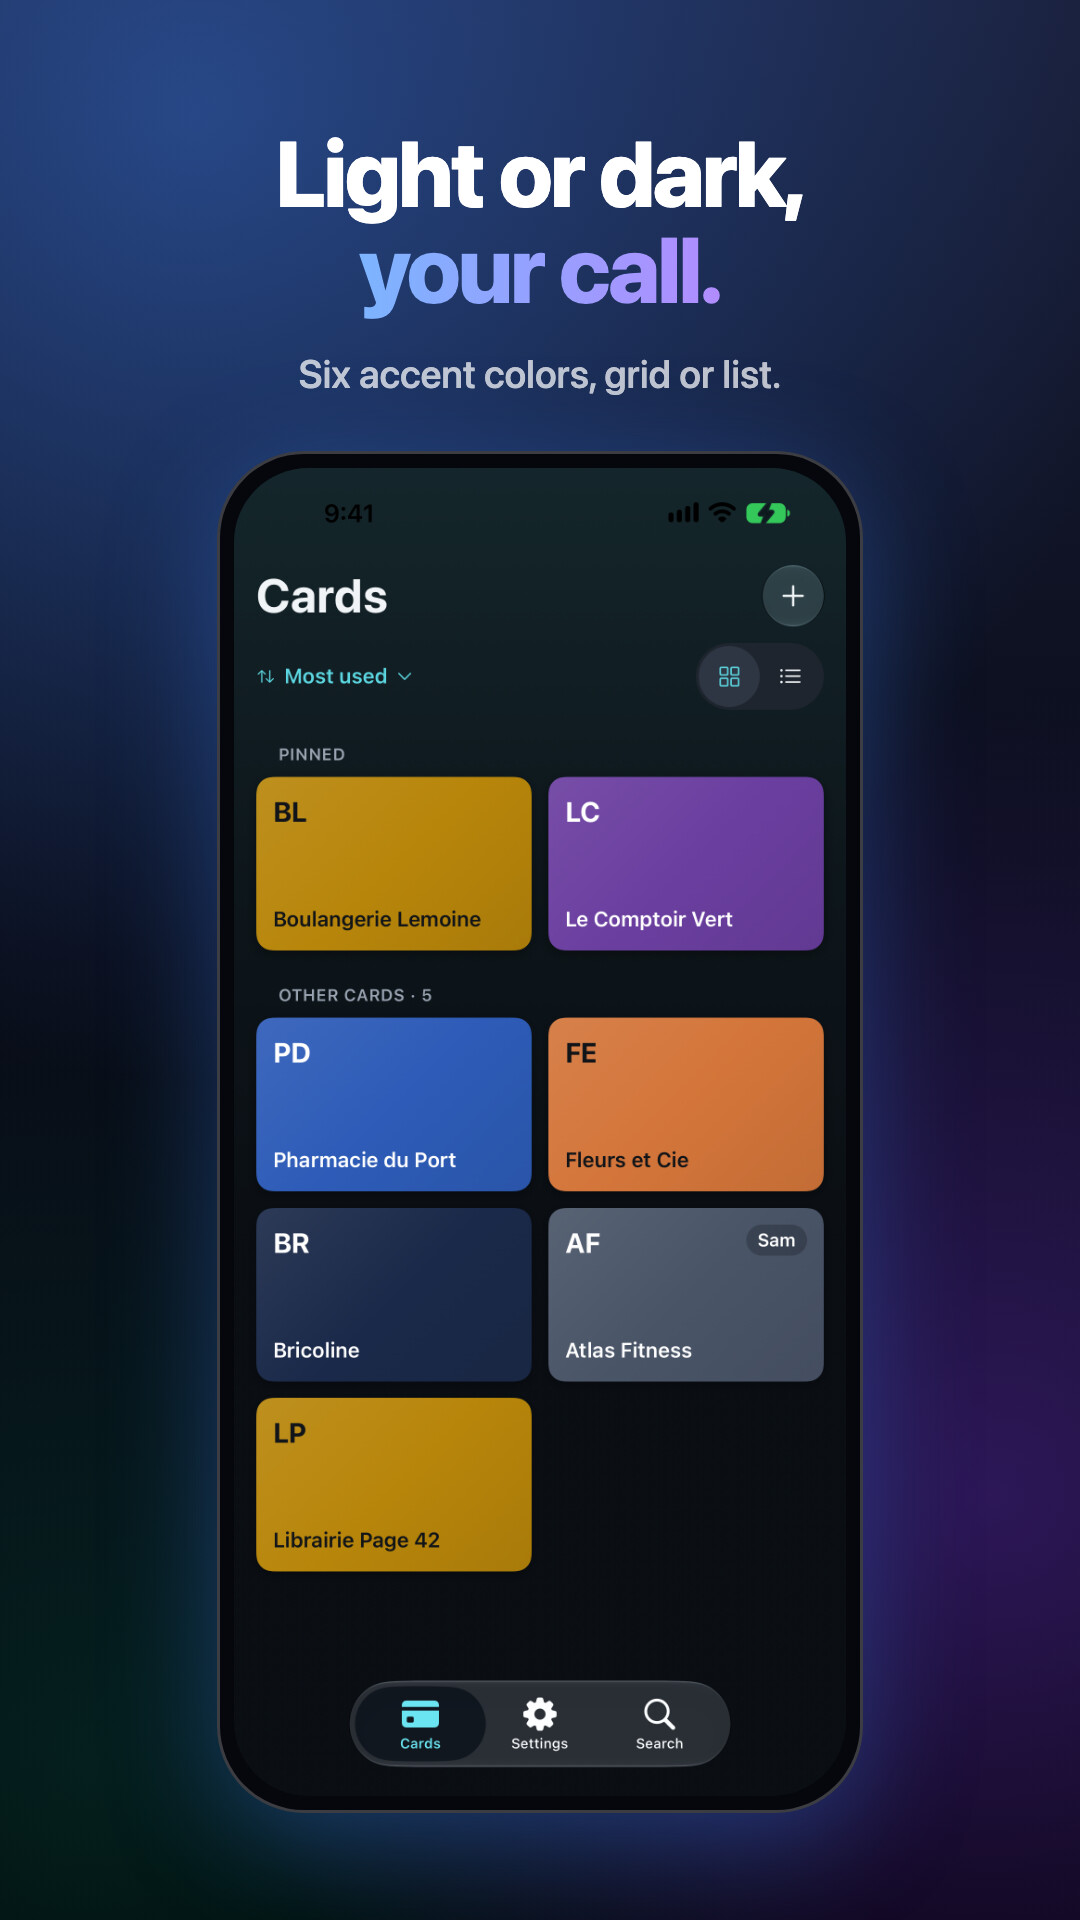 Light or dark,
your call.
Six accent colors, grid or list.
9:41
Cards
Most used
PINNED
BL
Boulangerie Lemoine
LC
Le Comptoir Vert
OTHER CARDS · 5
PD
Pharmacie du Port
FE
Fleurs et Cie
BR
Bricoline
AF
Sam
Atlas Fitness
LP
Librairie Page 42
Cards
Settings
Search